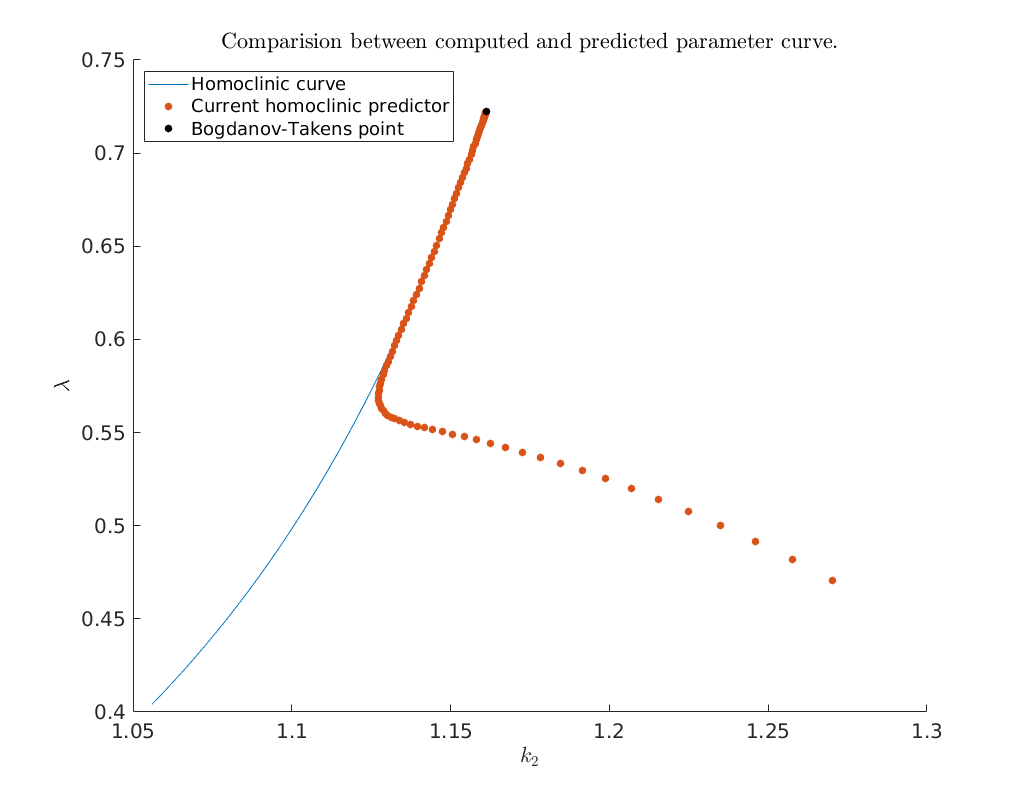 Comparision between computed and predicted parameter curve.
0.75
Homoclinic curve
Current homoclinic predictor
Bogdanov-Takens point
0.7
0.65
0.6
λ
0.55
0.5
0.45
0.4
1.05 1.1 1.15 1.2 1.25 1.3
k₂